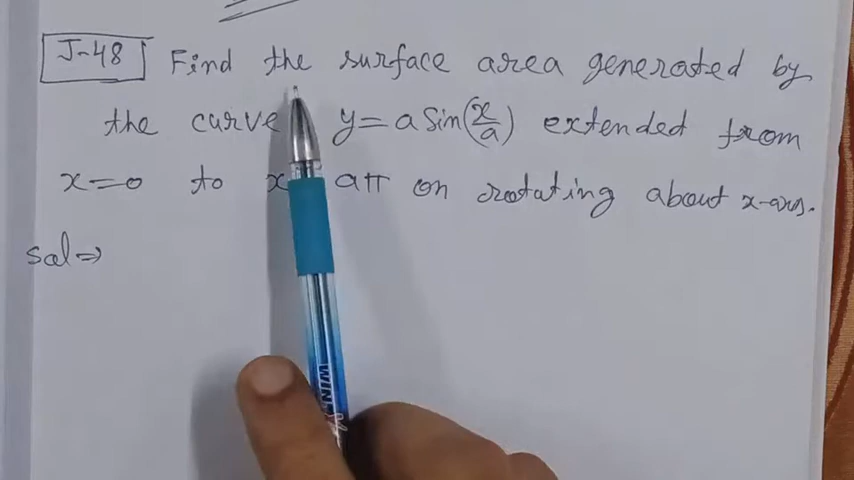 J-48 Find the surface area generated by
the curve y = a Sin(x/a) extended from
x=0 to x aπ on rotating about x-axis.
Sol⇒
WIN